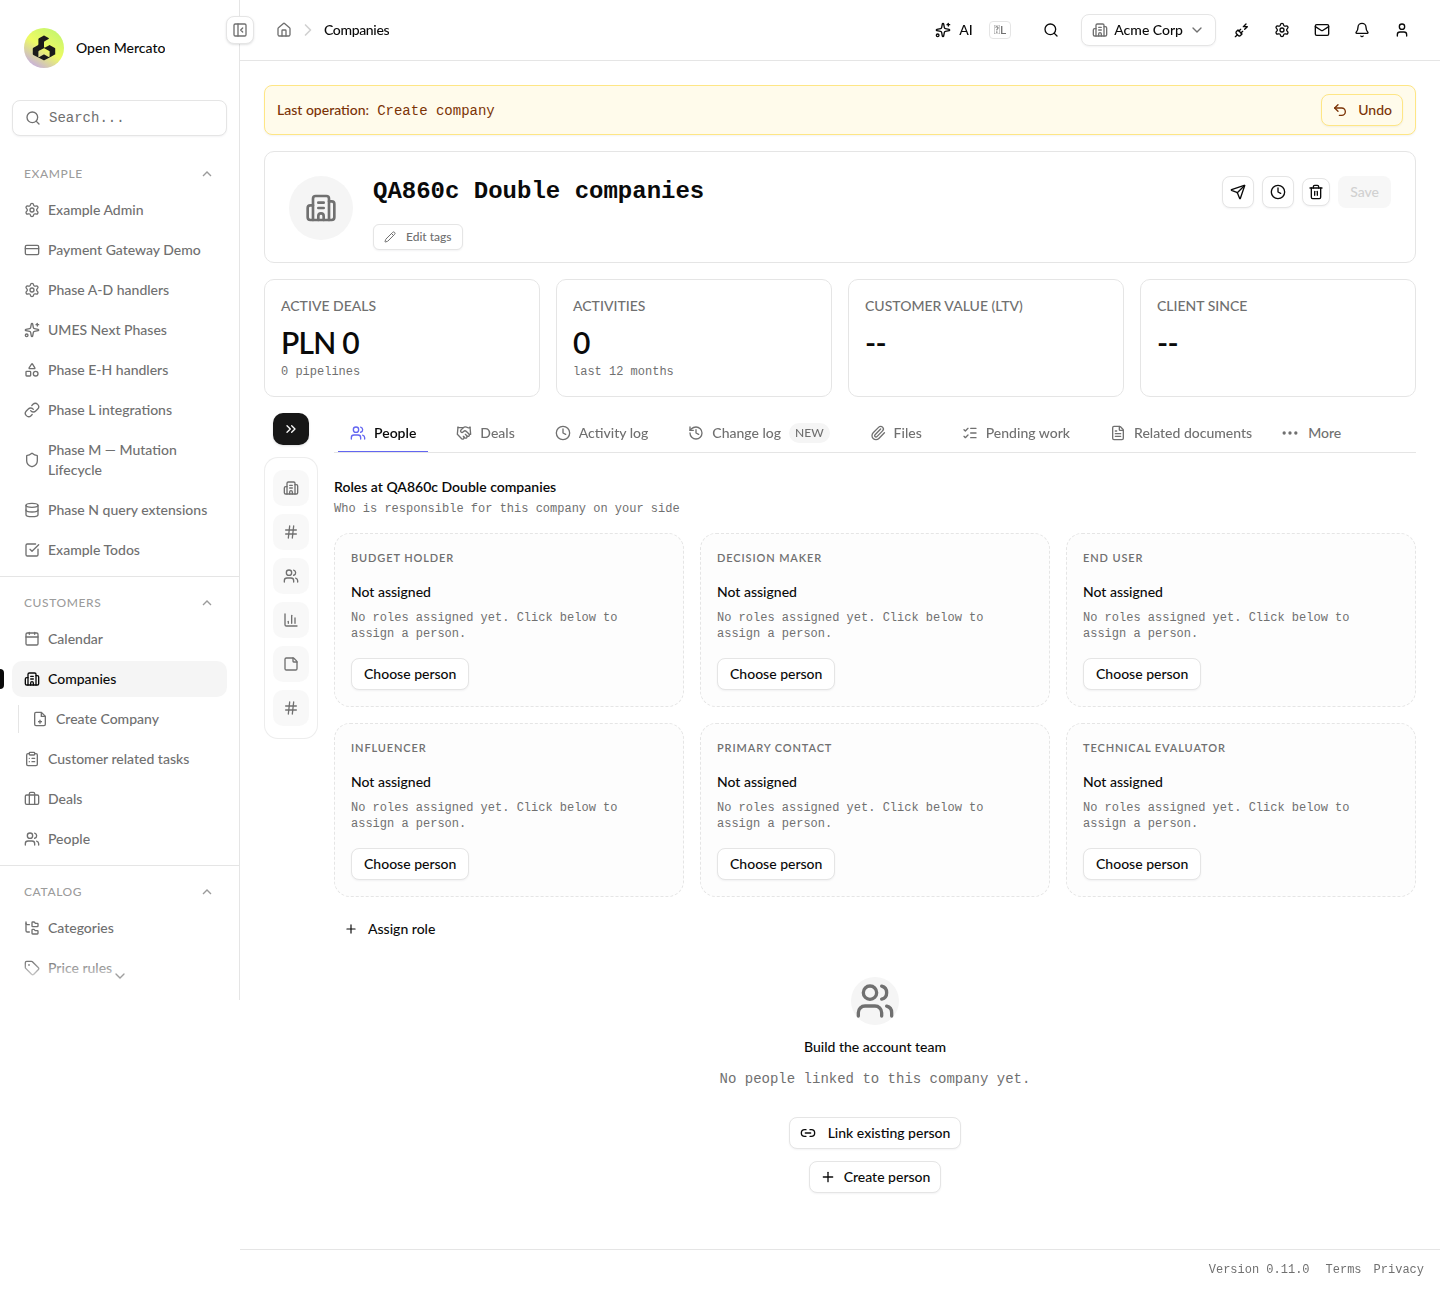 Open Mercato
Companies
AI
L
Acme Corp
Search...
Last operation: Create company
Undo
EXAMPLE
Example Admin
Payment Gateway Demo
Phase A-D handlers
UMES Next Phases
Phase E-H handlers
Phase L integrations
Phase M — Mutation
Lifecycle
Phase N query extensions
Example Todos
CUSTOMERS
Calendar
Companies
Create Company
Customer related tasks
Deals
People
CATALOG
Categories
Price rules
QA860c Double companies
Edit tags
Save
ACTIVE DEALS
PLN 0
0 pipelines
ACTIVITIES
0
last 12 months
CUSTOMER VALUE (LTV)
--
CLIENT SINCE
--
People
Deals
Activity log
Change log NEW
Files
Pending work
Related documents
More
Roles at QA860c Double companies
Who is responsible for this company on your side
BUDGET HOLDER
Not assigned
No roles assigned yet. Click below to
assign a person.
Choose person
DECISION MAKER
Not assigned
No roles assigned yet. Click below to
assign a person.
Choose person
END USER
Not assigned
No roles assigned yet. Click below to
assign a person.
Choose person
INFLUENCER
Not assigned
No roles assigned yet. Click below to
assign a person.
Choose person
PRIMARY CONTACT
Not assigned
No roles assigned yet. Click below to
assign a person.
Choose person
TECHNICAL EVALUATOR
Not assigned
No roles assigned yet. Click below to
assign a person.
Choose person
Assign role
Build the account team
No people linked to this company yet.
Link existing person
Create person
Version 0.11.0
Terms
Privacy